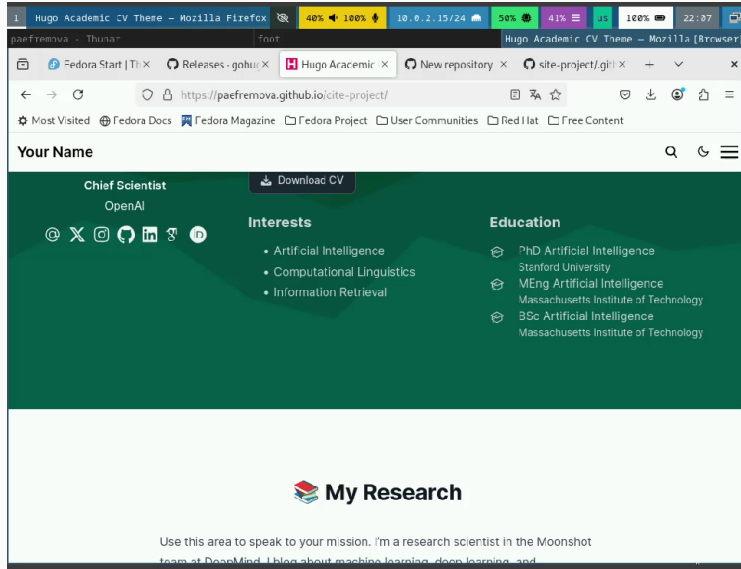 1 Hugo Academic CV Theme — Mozilla Firefox 40% 100% 10.0.2.15/24 50% 41% us 100% 22:07
paefremova - Thunar foot Hugo Academic CV Theme — Mozilla [Browser]
Fedora Start | Th Releases · gohug Hugo Academic New repository site-project/.gith
https://paefremova.github.io/cite-project/
Most Visited Fedora Docs Fedora Magazine Fedora Project User Communities Red Hat Free Content
Your Name
Chief Scientist
OpenAI
Download CV
Interests
• Artificial Intelligence
• Computational Linguistics
• Information Retrieval
Education
PhD Artificial Intelligence
Stanford University
MEng Artificial Intelligence
Massachusetts Institute of Technology
BSc Artificial Intelligence
Massachusetts Institute of Technology
📚 My Research
Use this area to speak to your mission. I'm a research scientist in the Moonshot
team at DeepMind. I blog about machine learning, deep learning, and